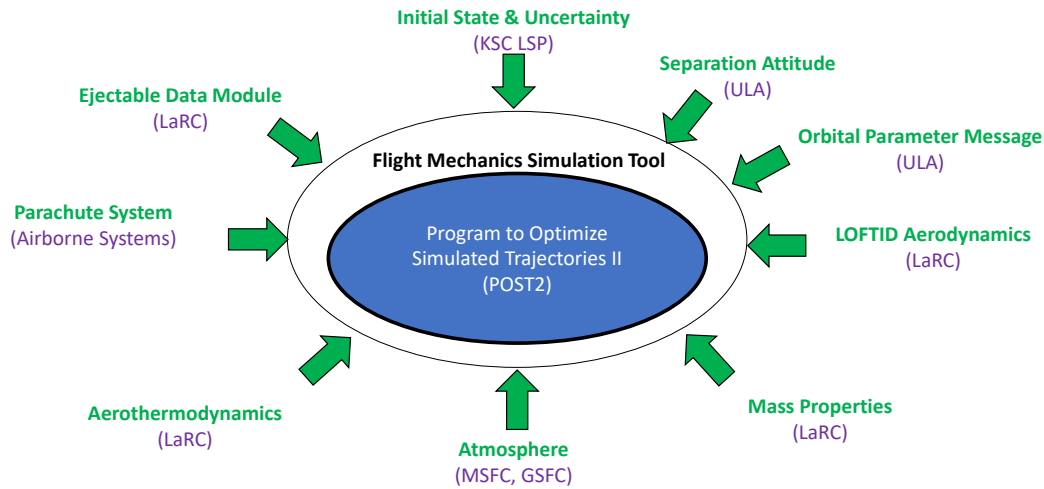 Initial State & Uncertainty
(KSC LSP)
Separation Attitude
(ULA)
Ejectable Data Module
(LaRC)
Orbital Parameter Message
(ULA)
Flight Mechanics Simulation Tool
Parachute System
(Airborne Systems)
Program to Optimize
Simulated Trajectories II
(POST2)
LOFTID Aerodynamics
(LaRC)
Aerothermodynamics
(LaRC)
Atmosphere
(MSFC, GSFC)
Mass Properties
(LaRC)